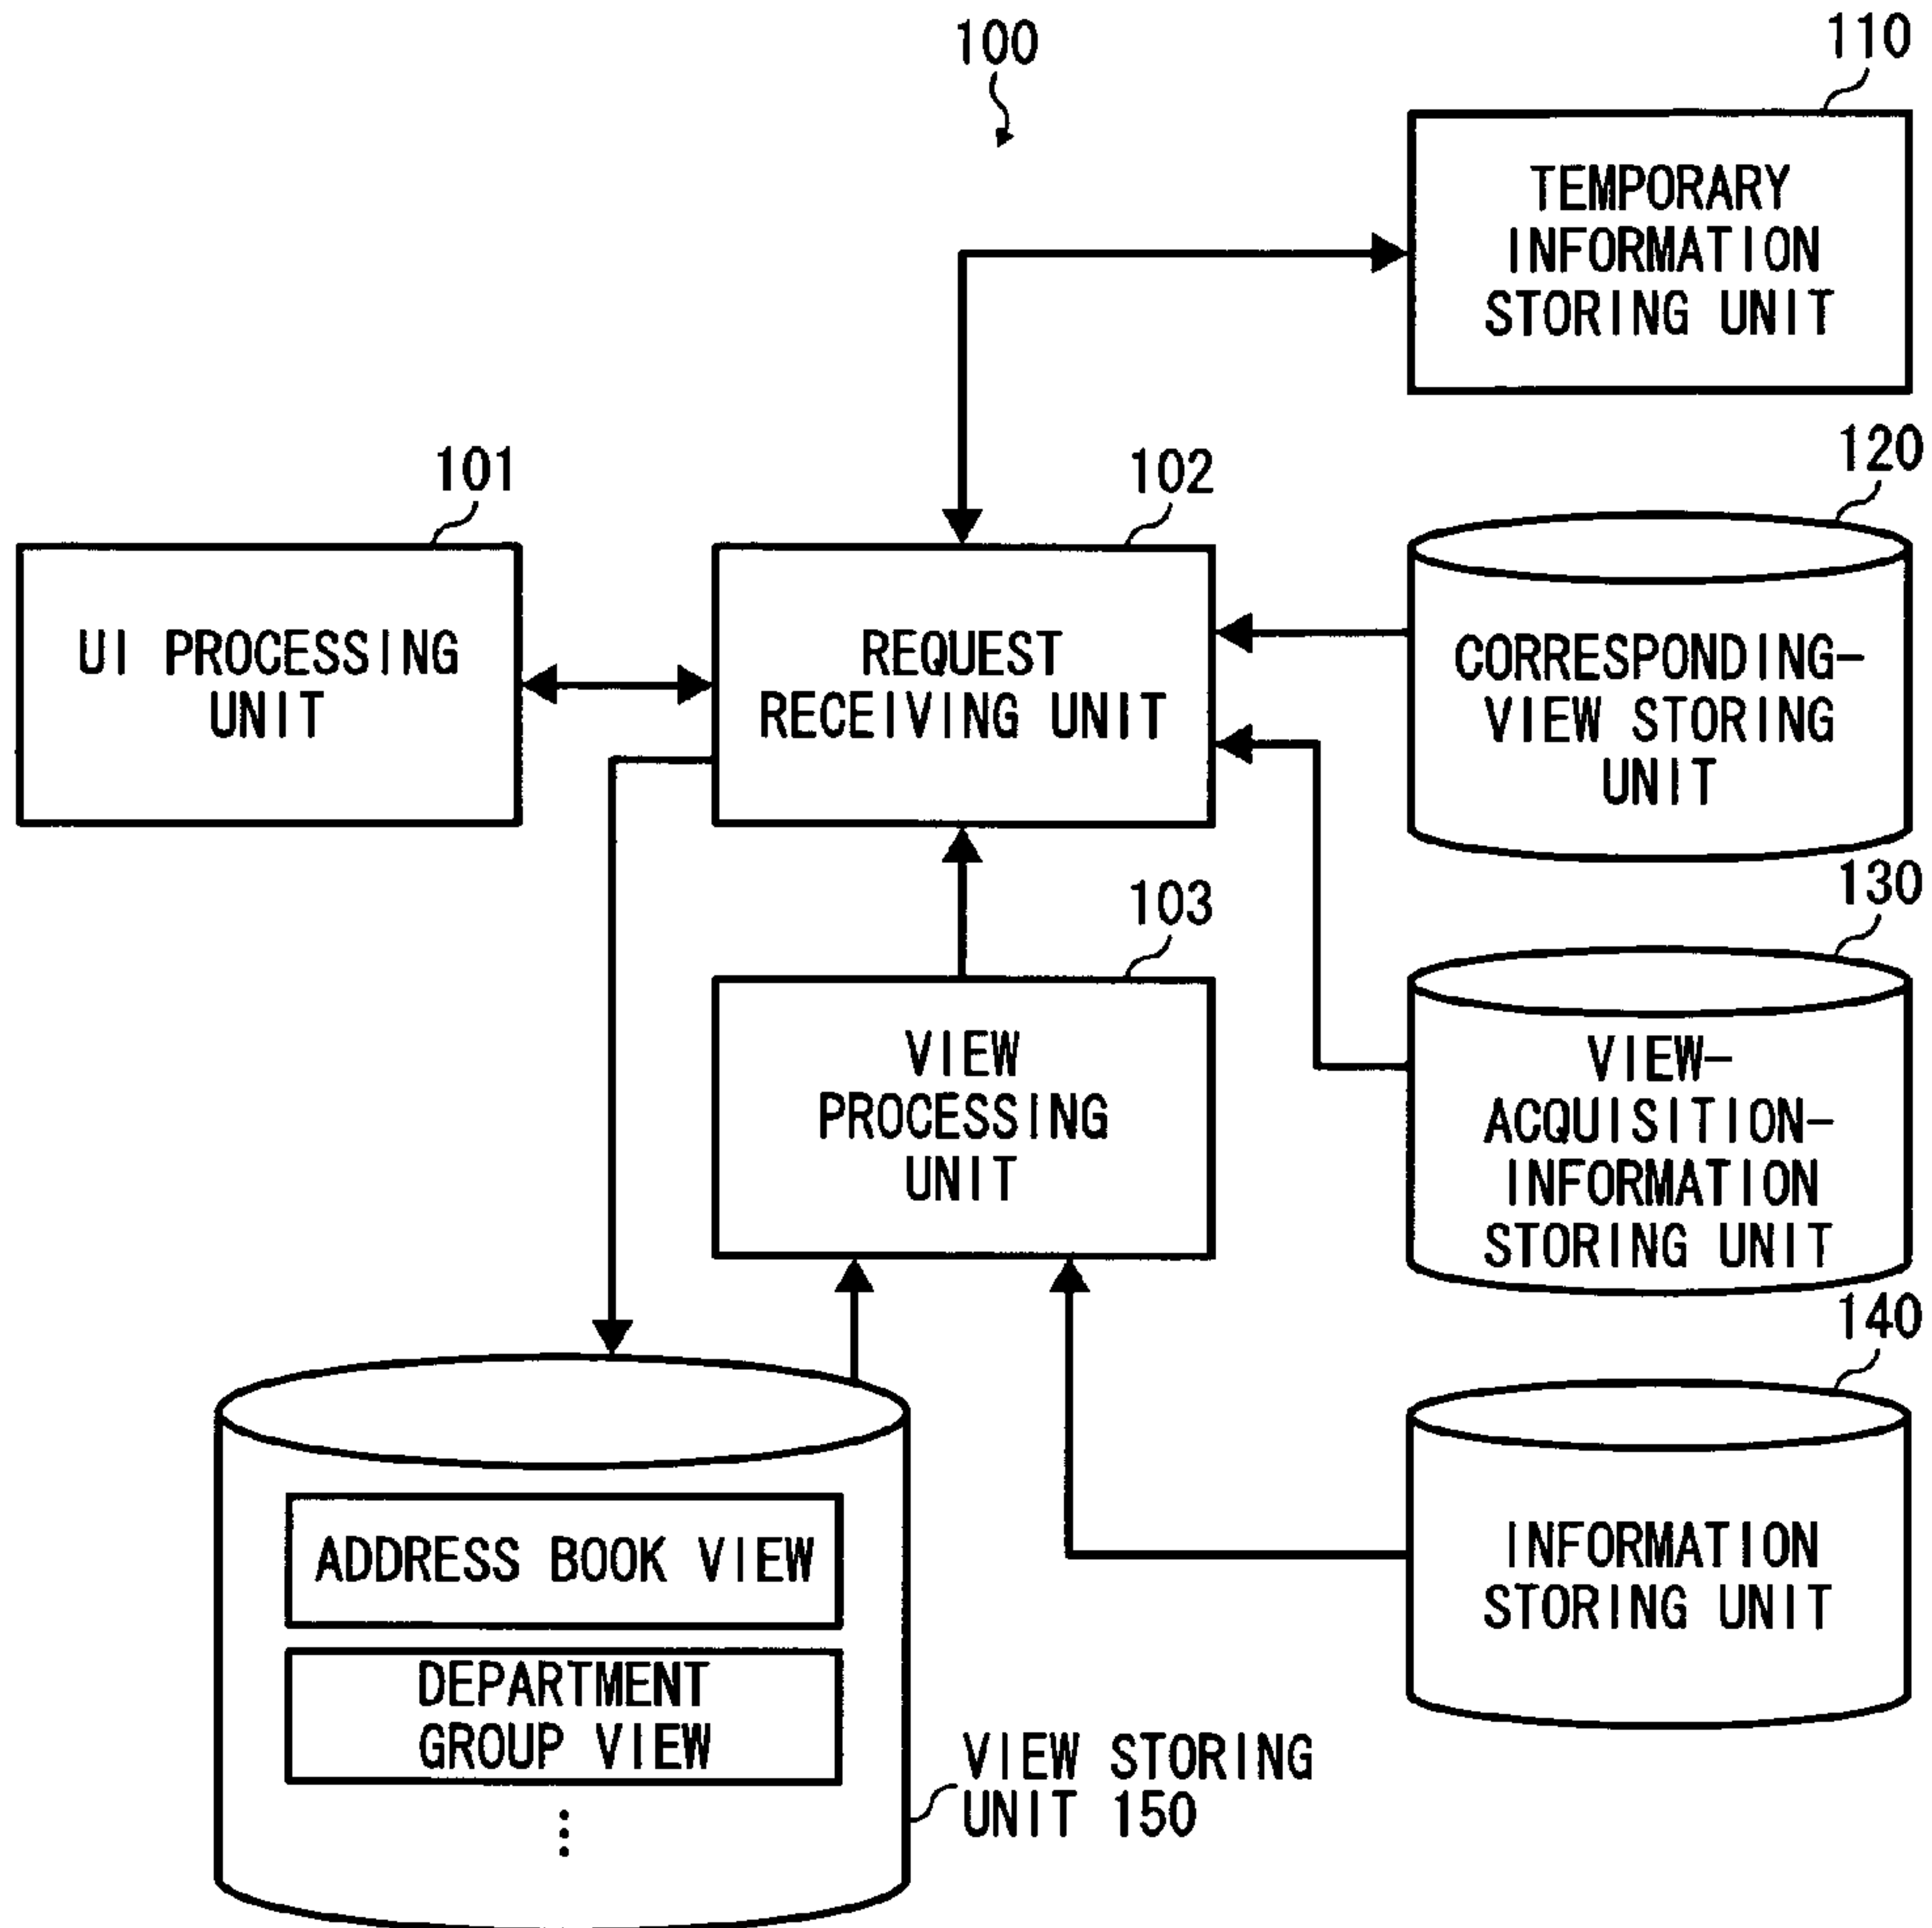 100
110
TEMPORARY
INFORMATION
STORING UNIT
101
UI PROCESSING
UNIT
102
REQUEST
RECEIVING UNIT
120
CORRESPONDING-
VIEW STORING
UNIT
103
VIEW
PROCESSING
UNIT
130
VIEW-
ACQUISITION-
INFORMATION
STORING UNIT
140
INFORMATION
STORING UNIT
ADDRESS BOOK VIEW
DEPARTMENT
GROUP VIEW
⋮
VIEW STORING
UNIT 150